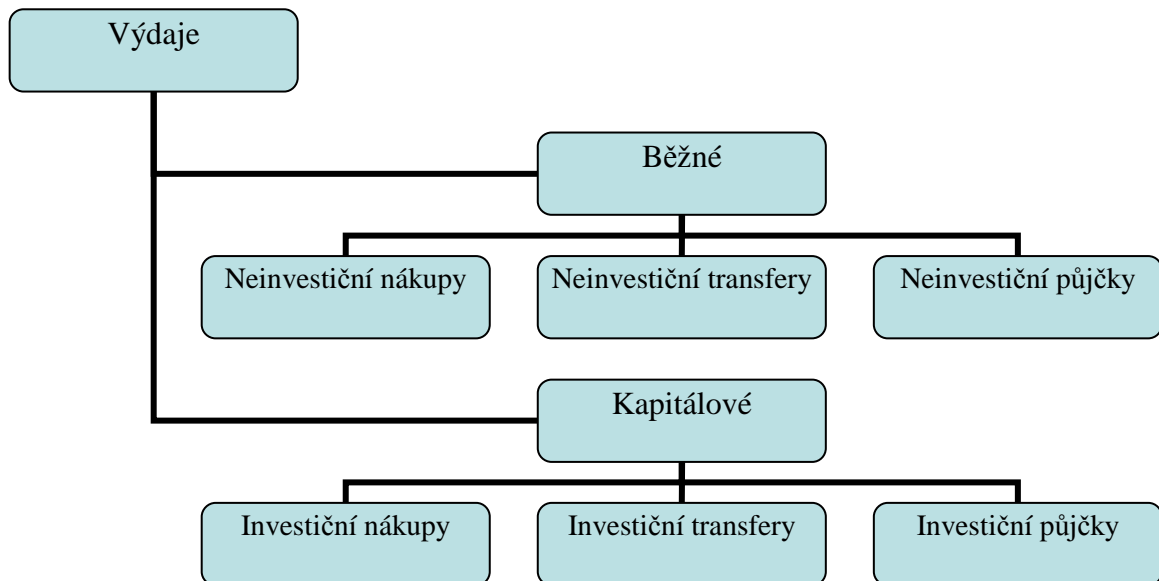 Výdaje
Běžné
Neinvestiční nákupy
Neinvestiční transfery
Neinvestiční půjčky
Kapitálové
Investiční nákupy
Investiční transfery
Investiční půjčky